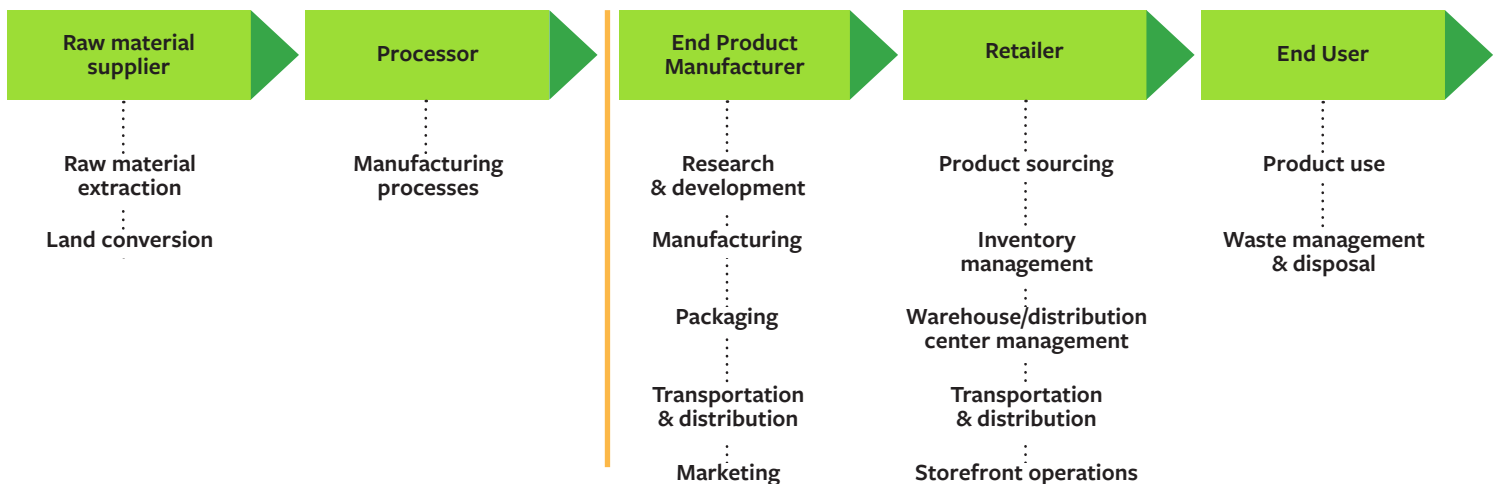 Raw material
supplier
Processor
End Product
Manufacturer
Retailer
End User
Raw material
extraction
Land conversion
Manufacturing
processes
Research
& development
Manufacturing
Packaging
Transportation
& distribution
Marketing
Product sourcing
Inventory
management
Warehouse/distribution
center management
Transportation
& distribution
Storefront operations
Product use
Waste management
& disposal